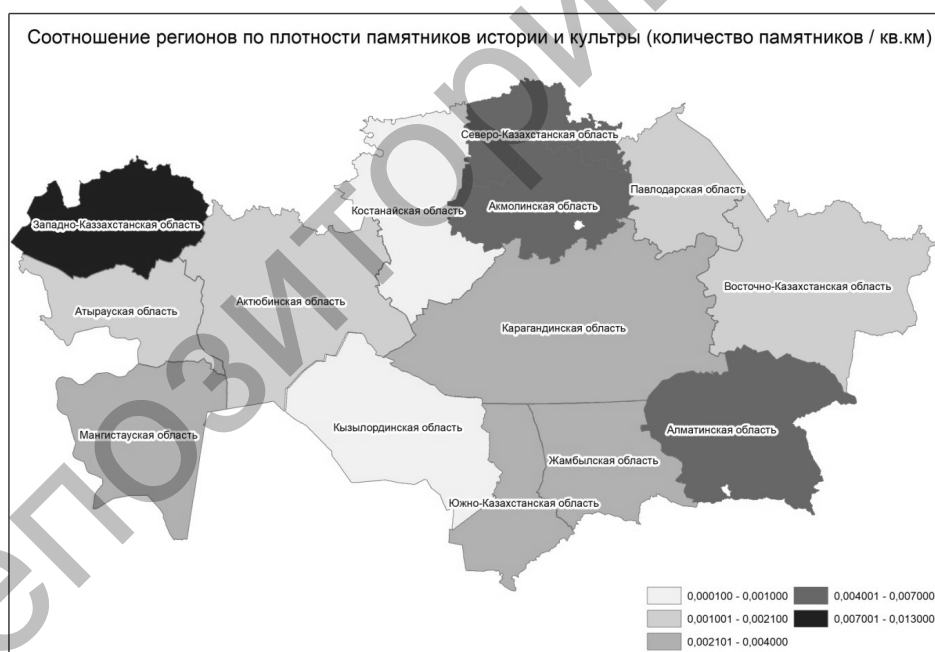 Соотношение регионов по плотности памятников истории и культры (количество памятников / кв.км)
Северо-Казахстанская область
Павлодарская область
Костанайская область
Акмолинская область
Западно-Каззахстанская область
Восточно-Казахстанская область
Актюбинская область
Атырауская область
Карагандинская область
Мангистауская область
Кызылординская область
Алматинская область
Жамбылская область
Южно-Казахстанская область
0,000100 - 0,001000
0,001001 - 0,002100
0,002101 - 0,004000
0,004001 - 0,007000
0,007001 - 0,013000
епозитори